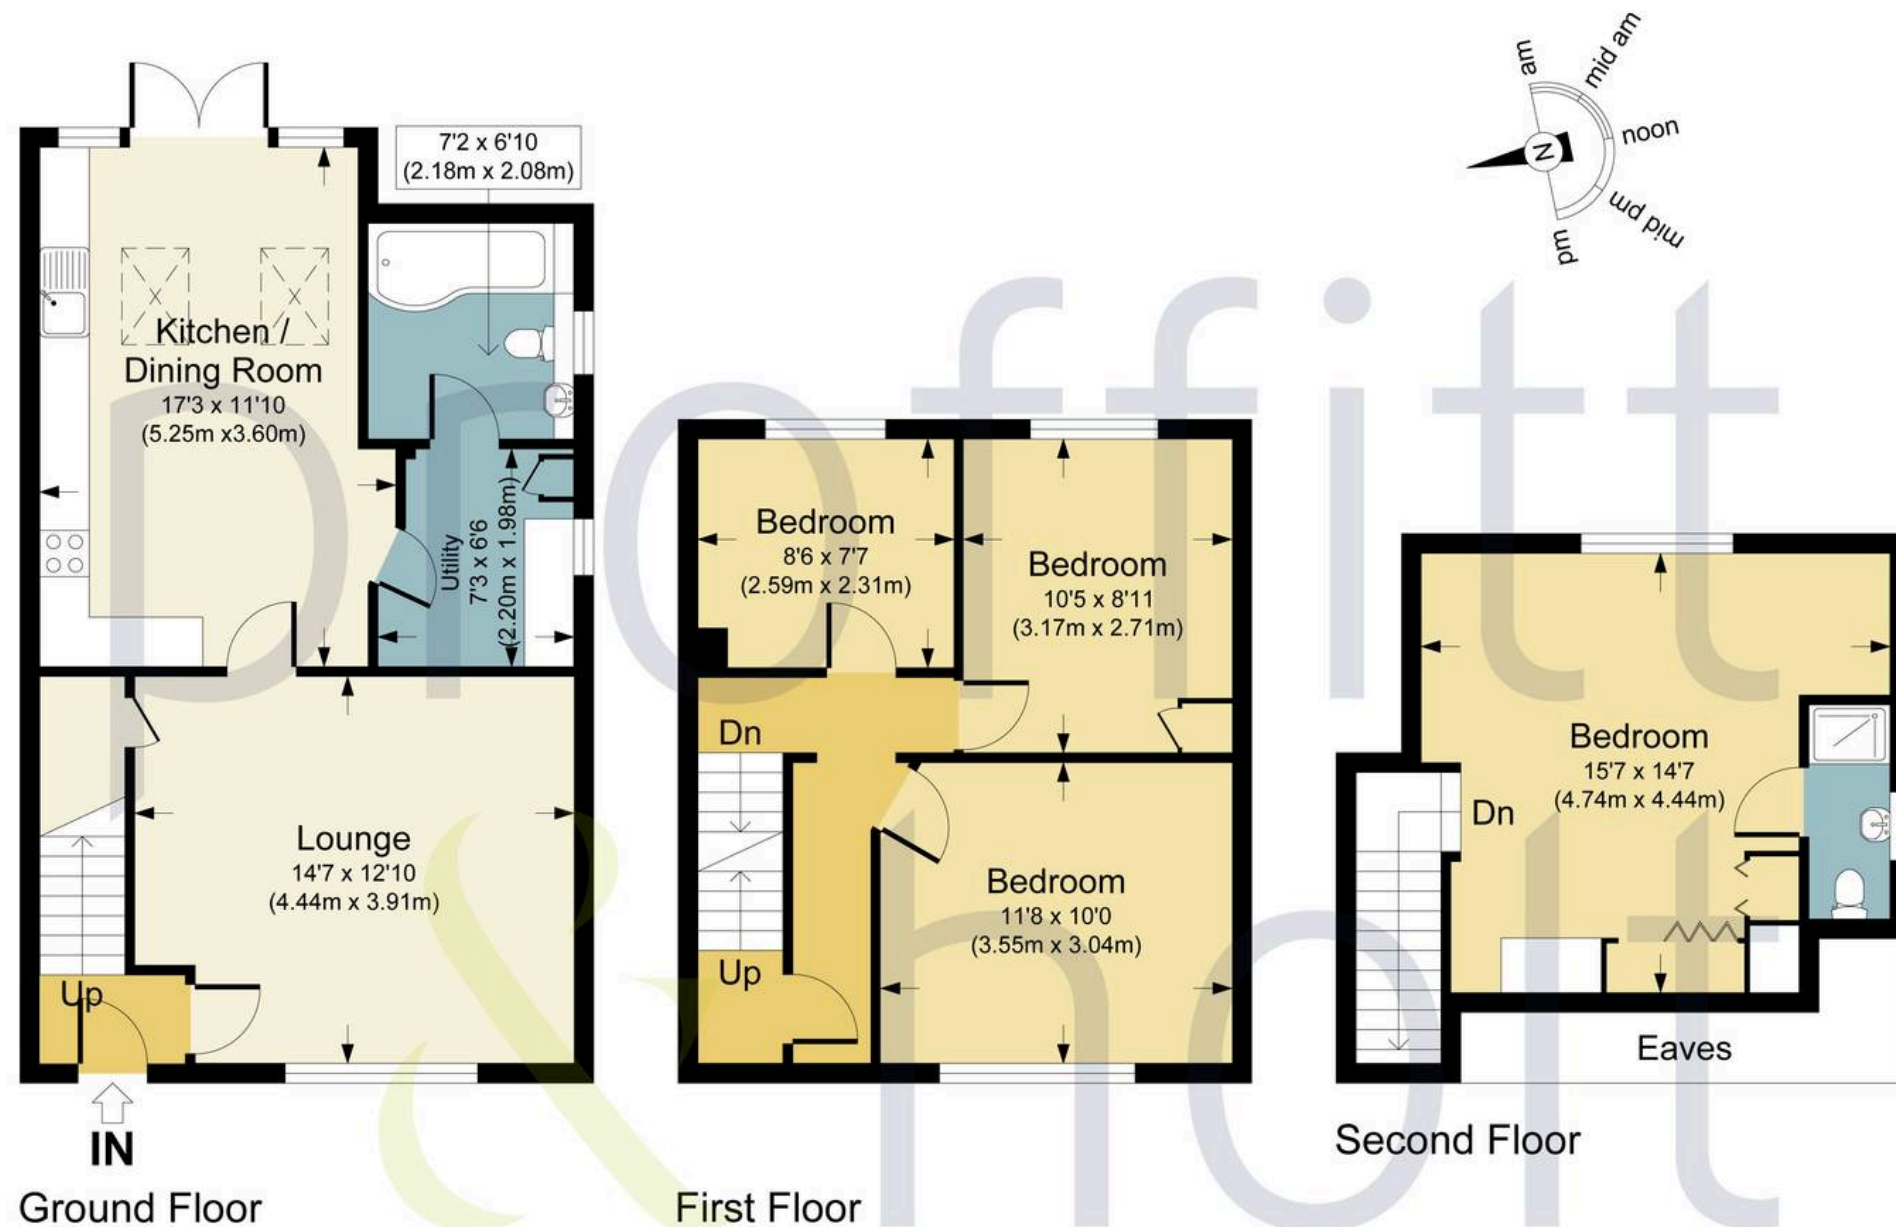 7'2 x 6'10
(2.18m x 2.08m)
Kitchen /
Dining Room
17'3 x 11'10
(5.25m x3.60m)
Utility
7'3 x 6'6
(2.20m x 1.98m)
Lounge
14'7 x 12'10
(4.44m x 3.91m)
Up
IN
Ground Floor
Bedroom
8'6 x 7'7
(2.59m x 2.31m)
Bedroom
10'5 x 8'11
(3.17m x 2.71m)
Dn
Up
Bedroom
11'8 x 10'0
(3.55m x 3.04m)
First Floor
am
mid am
noon
mid pm
pm
N
Bedroom
15'7 x 14'7
(4.74m x 4.44m)
Dn
Eaves
Second Floor
proffitt
& holt